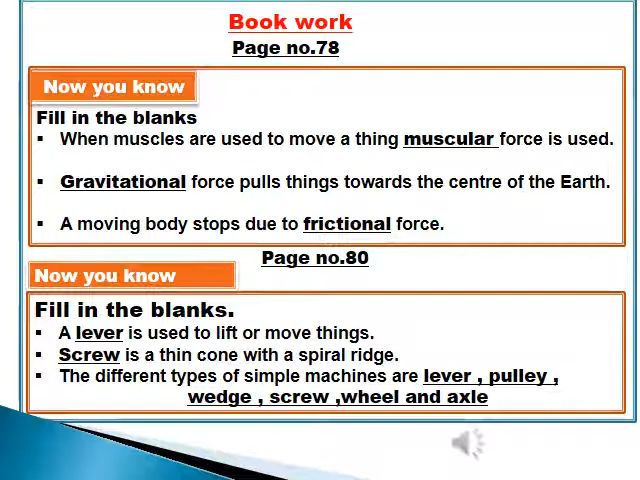 Book work
Page no.78
Now you know
Fill in the blanks
▪ When muscles are used to move a thing muscular force is used.
▪ Gravitational force pulls things towards the centre of the Earth.
▪ A moving body stops due to frictional force.
Page no.80
Now you know
Fill in the blanks.
▪ A lever is used to lift or move things.
▪ Screw is a thin cone with a spiral ridge.
▪ The different types of simple machines are lever , pulley ,
wedge , screw ,wheel and axle